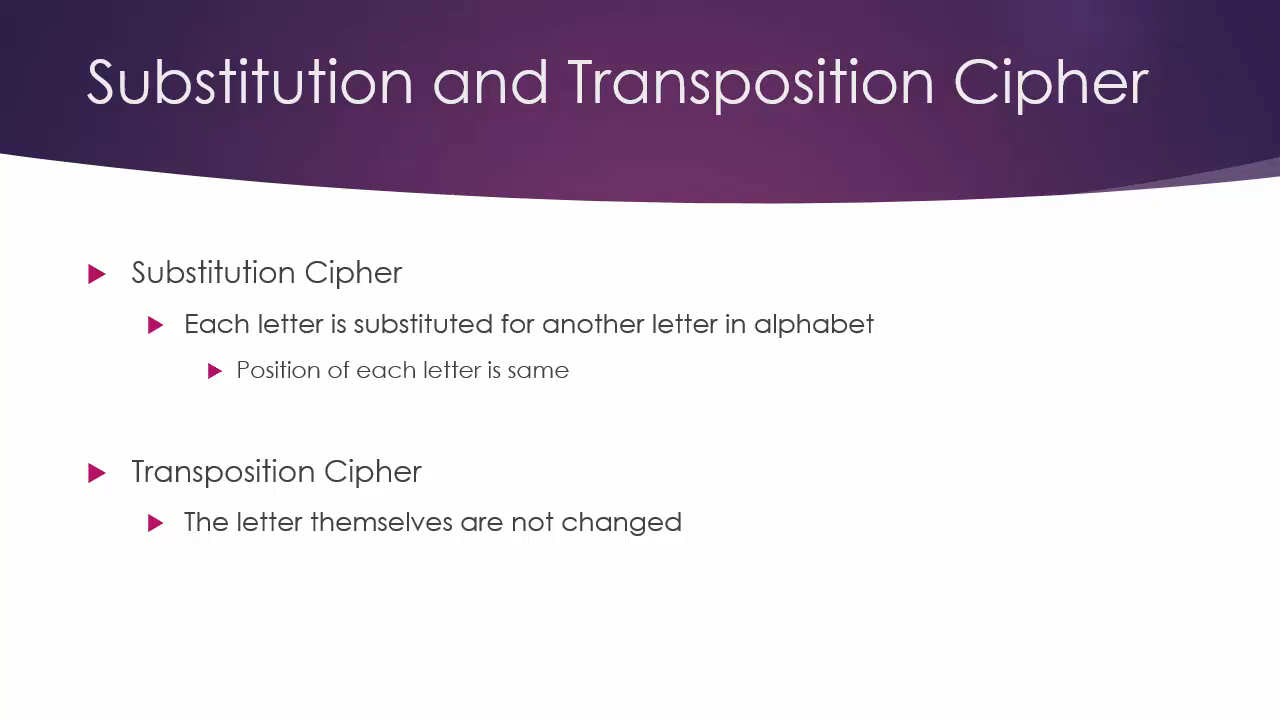 Substitution and Transposition Cipher
Substitution Cipher
Each letter is substituted for another letter in alphabet
Position of each letter is same
Transposition Cipher
The letter themselves are not changed